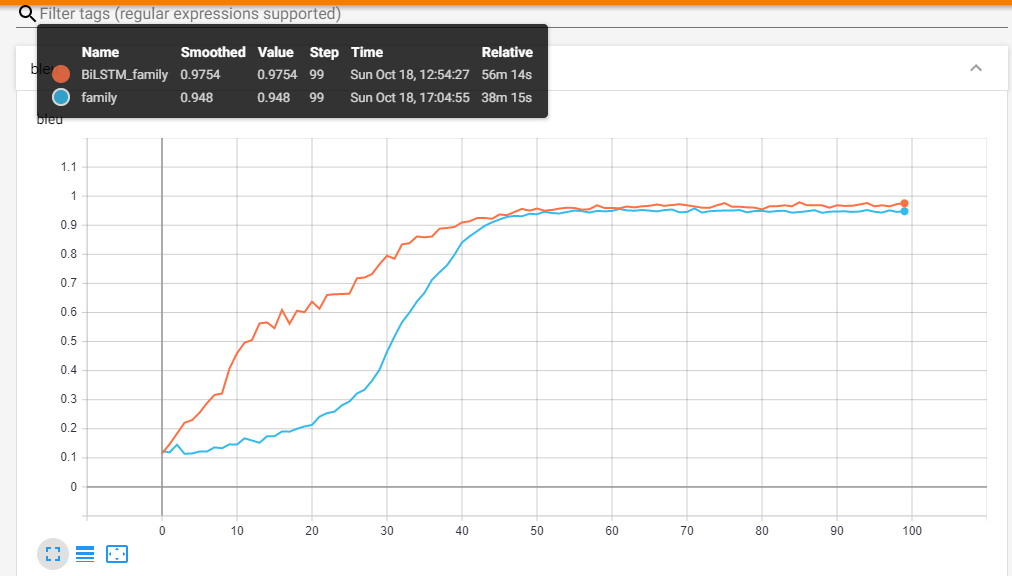 Filter tags (regular expressions supported)
Name Smoothed Value Step Time Relative
BiLSTM_family 0.9754 0.9754 99 Sun Oct 18, 12:54:27 56m 14s
family 0.948 0.948 99 Sun Oct 18, 17:04:55 38m 15s
bleu
bleu
1.1
1
0.9
0.8
0.7
0.6
0.5
0.4
0.3
0.2
0.1
0
0 10 20 30 40 50 60 70 80 90 100